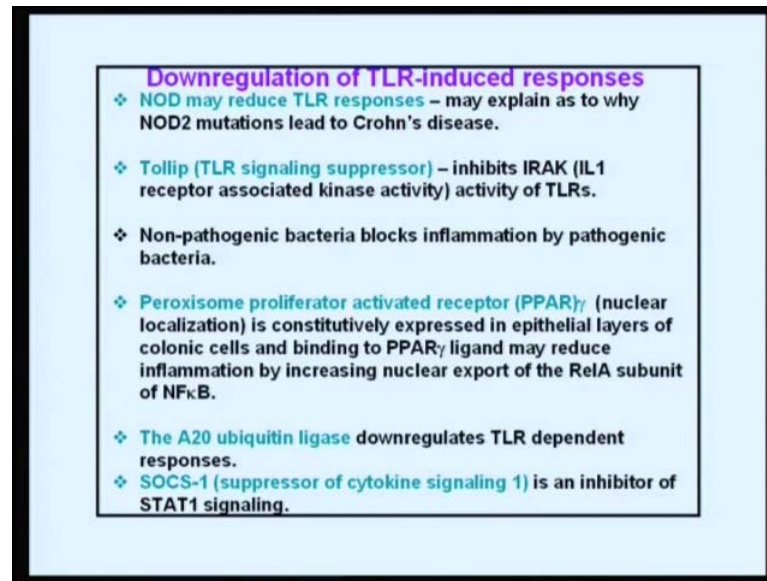 Downregulation of TLR-induced responses
❖ NOD may reduce TLR responses – may explain as to why
NOD2 mutations lead to Crohn's disease.
❖ Tollip (TLR signaling suppressor) – inhibits IRAK (IL1
receptor associated kinase activity) activity of TLRs.
❖ Non-pathogenic bacteria blocks inflammation by pathogenic
bacteria.
❖ Peroxisome proliferator activated receptor (PPAR)γ (nuclear
localization) is constitutively expressed in epithelial layers of
colonic cells and binding to PPARγ ligand may reduce
inflammation by increasing nuclear export of the RelA subunit
of NFκB.
❖ The A20 ubiquitin ligase downregulates TLR dependent
responses.
❖ SOCS-1 (suppressor of cytokine signaling 1) is an inhibitor of
STAT1 signaling.